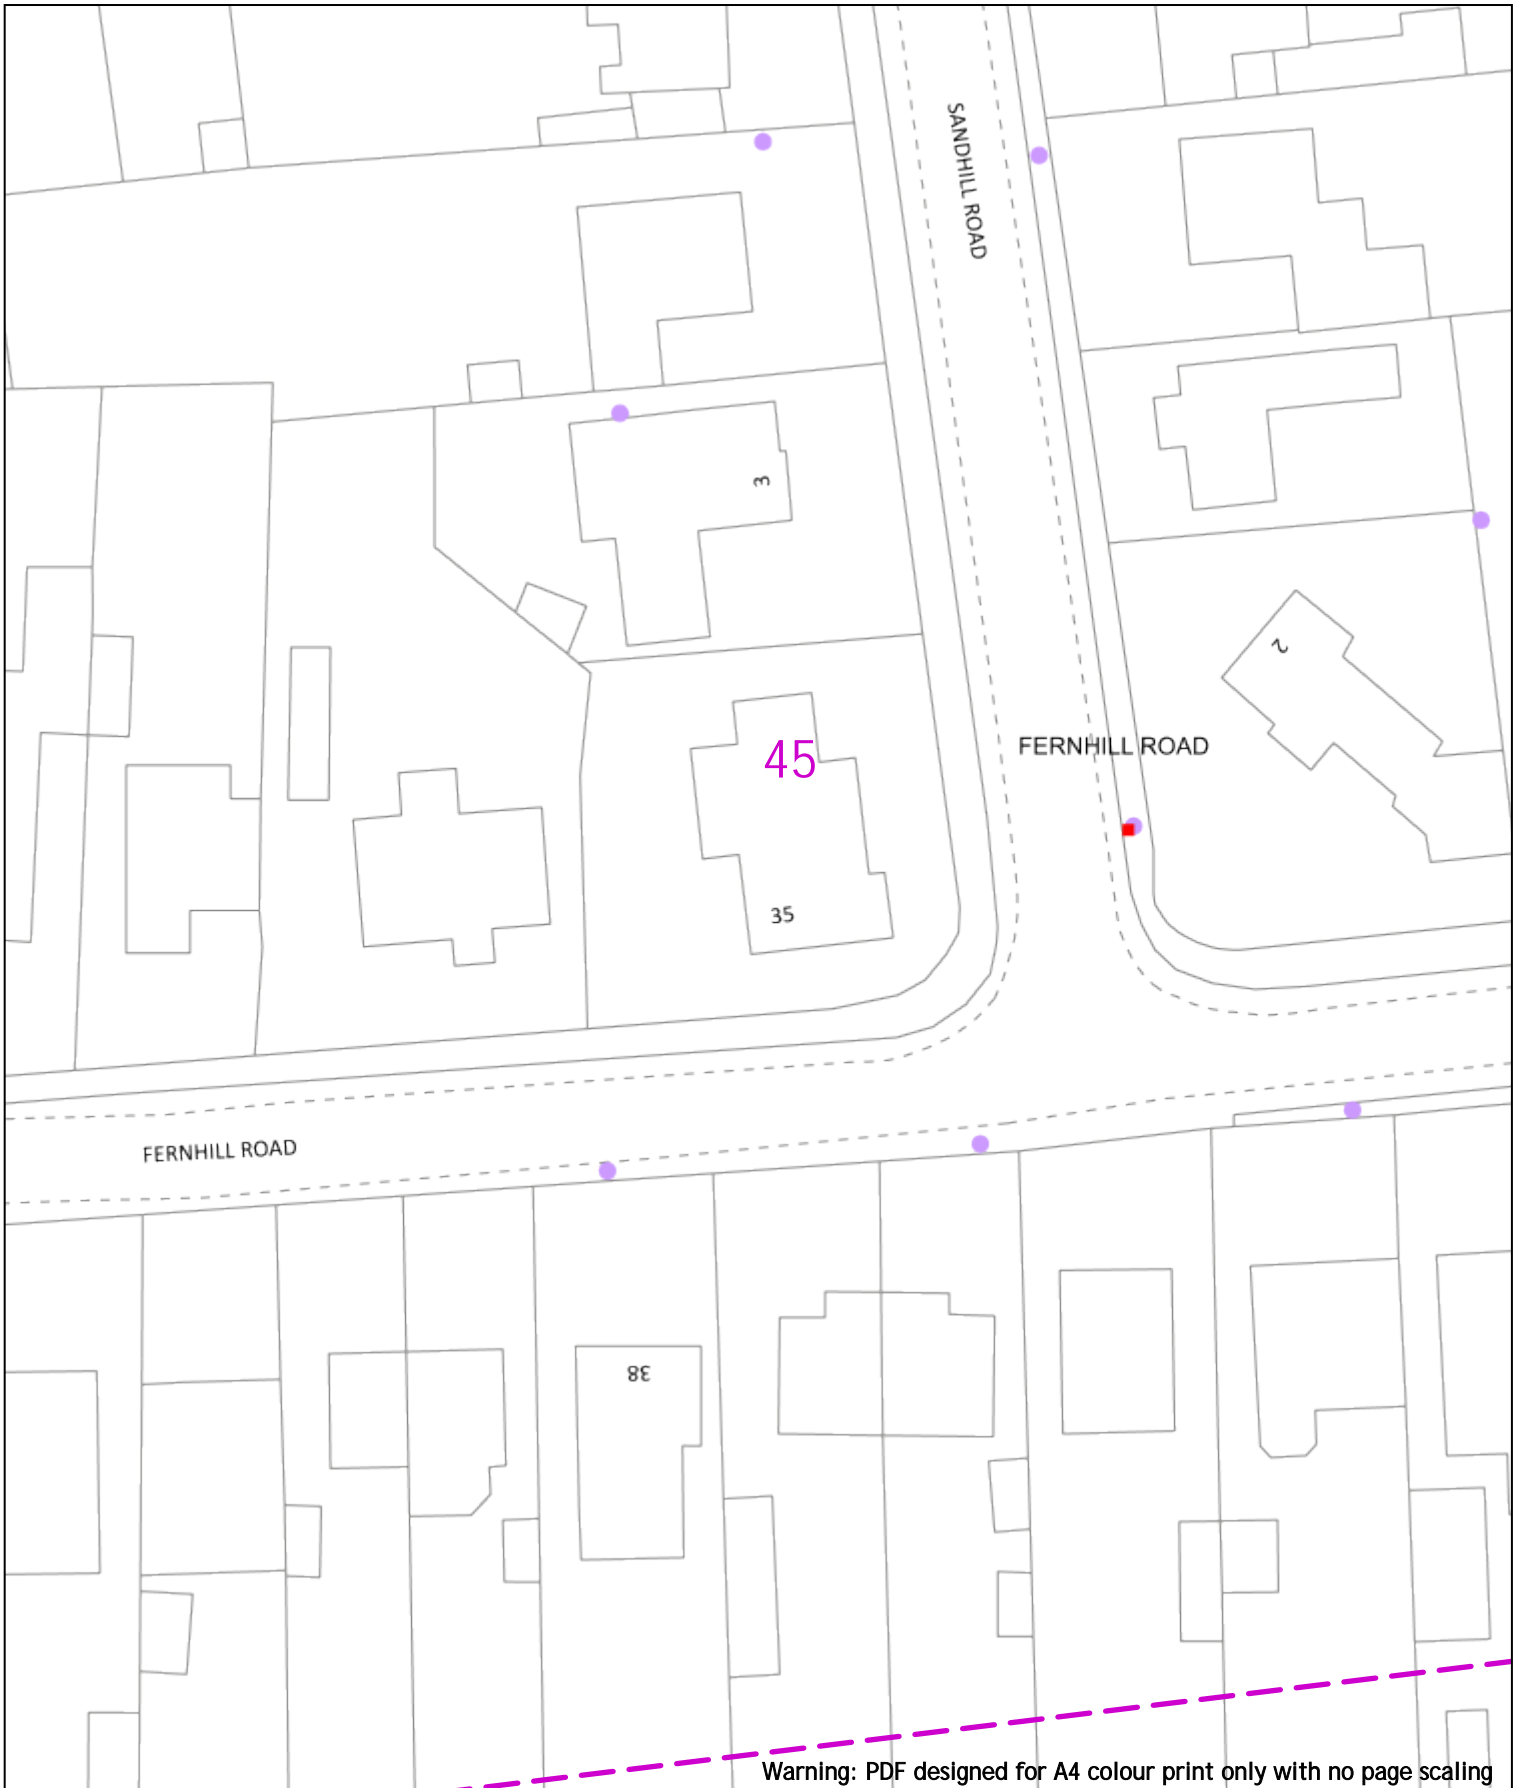 SANDHILL ROAD
3
2
FERNHILL ROAD
45
35
FERNHILL ROAD
38
Warning: PDF designed for A4 colour print only with no page scaling